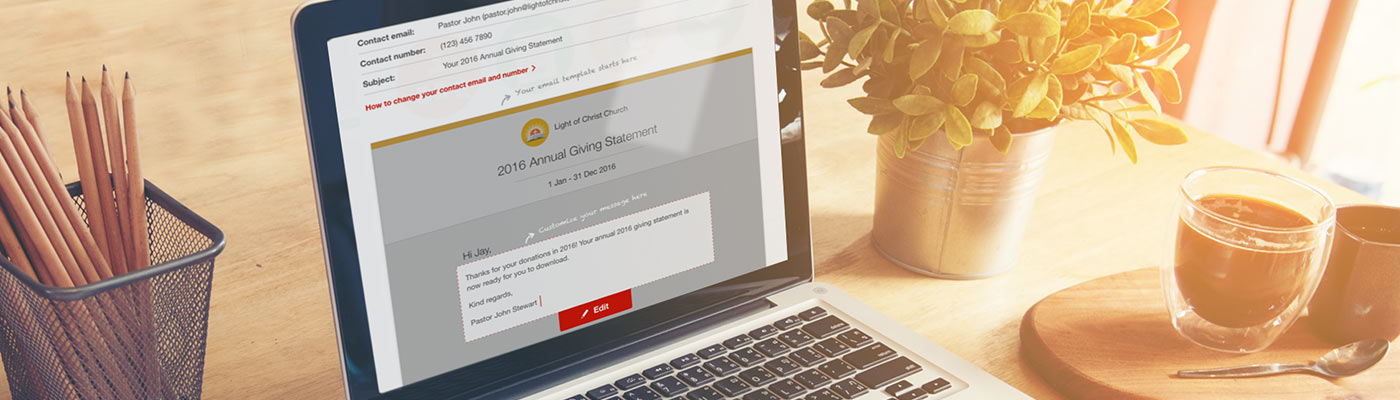 Contact email: Pastor John (pastor.john@lightofchris
Contact number: (123) 456 7890
Subject: Your 2016 Annual Giving Statement
How to change your contact email and number >
Your email template starts here
Light of Christ Church
2016 Annual Giving Statement
1 Jan - 31 Dec 2016
Customize your message here
Hi Jay,
Thanks for your donations in 2016! Your annual 2016 giving statement is
now ready for you to download.
Kind regards,
Pastor John Stewart
Edit